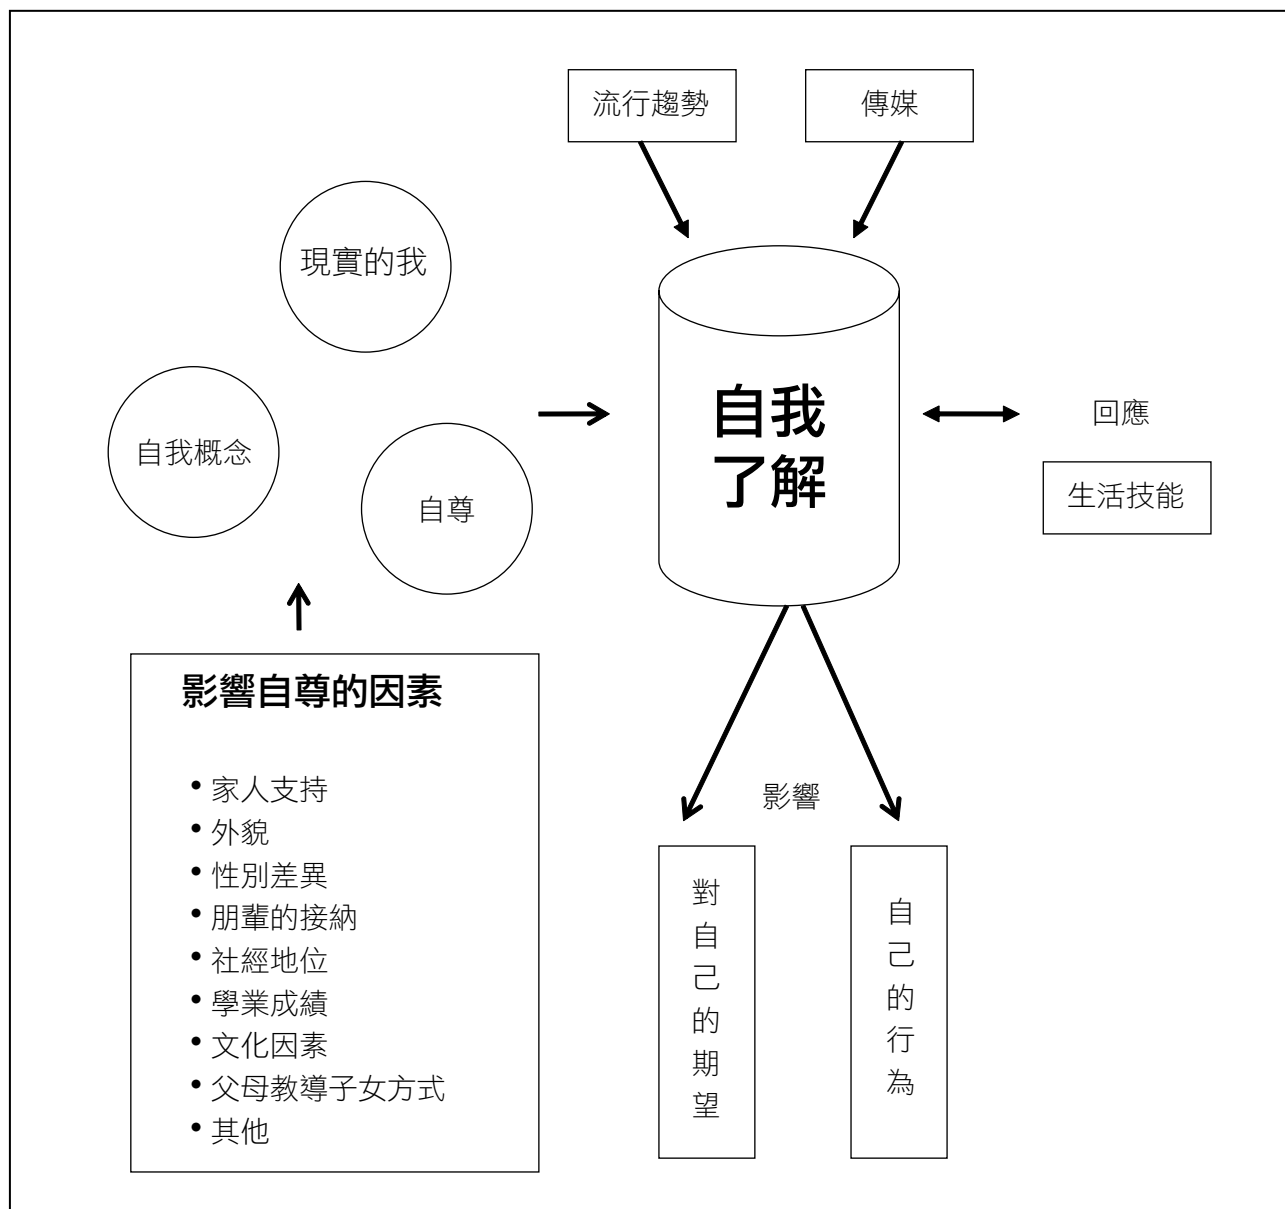 流行趨勢
傳媒
現實的我
自我概念
自尊
自我
了解
回應
生活技能
影響自尊的因素
• 家人支持
• 外貌
• 性別差異
• 朋輩的接納
• 社經地位
• 學業成績
• 文化因素
• 父母教導子女方式
• 其他
影響
對自己的期望
自己的行為